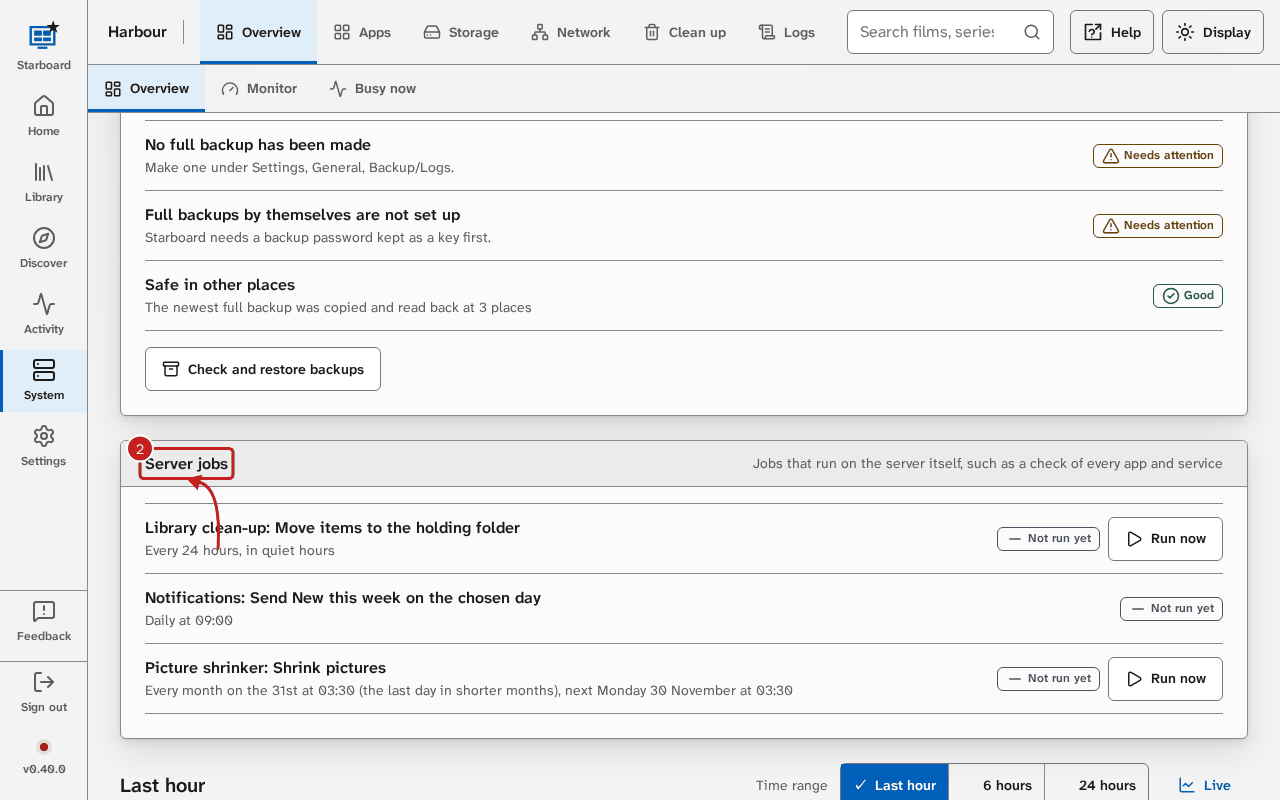 Starboard
Home
Library
Discover
Activity
System
Settings
Feedback
Sign out
v0.40.0
Harbour
Overview
Apps
Storage
Network
Clean up
Logs
Search films, series
Help
Display
Overview
Monitor
Busy now
No full backup has been made
Make one under Settings, General, Backup/Logs.
Needs attention
Full backups by themselves are not set up
Starboard needs a backup password kept as a key first.
Needs attention
Safe in other places
The newest full backup was copied and read back at 3 places
Good
Check and restore backups
2
Server jobs
Jobs that run on the server itself, such as a check of every app and service
Library clean-up: Move items to the holding folder
Every 24 hours, in quiet hours
Not run yet
Run now
Notifications: Send New this week on the chosen day
Daily at 09:00
Not run yet
Picture shrinker: Shrink pictures
Every month on the 31st at 03:30 (the last day in shorter months), next Monday 30 November at 03:30
Not run yet
Run now
Last hour
Time range
Last hour
6 hours
24 hours
Live